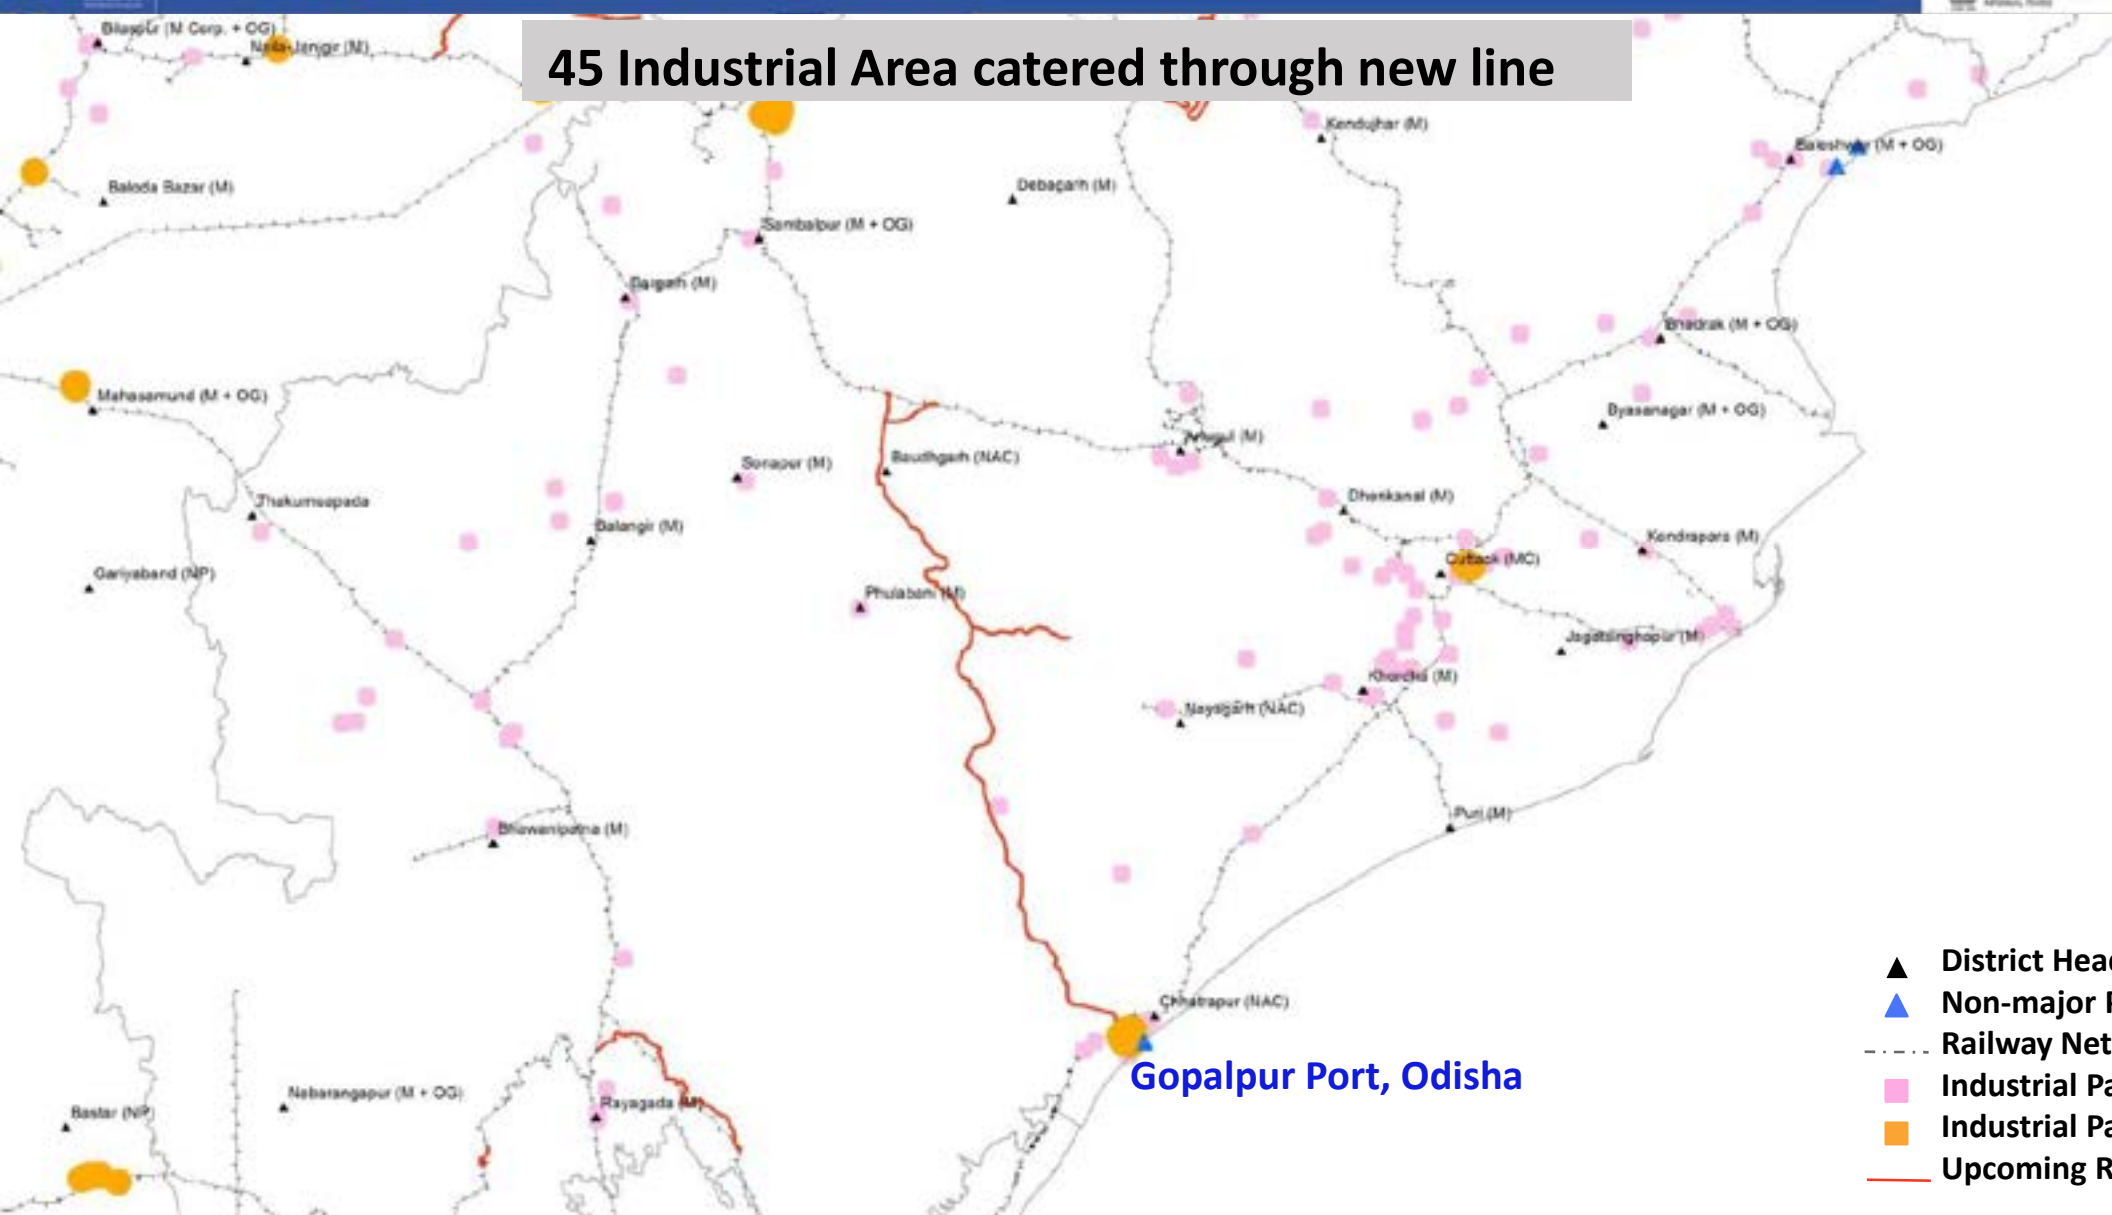 45 Industrial Area catered through new line
Bilaspur (M Corp. + OG)
Naila-Janjgir (M)
Kendujhar (M)
Baleshwar (M + OG)
Baloda Bazar (M)
Debagarh (M)
Sambalpur (M + OG)
Bargarh (M)
Bhadrak (M + OG)
Mahasamund (M + OG)
Byasanagar (M + OG)
Anugul (M)
Sonapur (M)
Baudhgarh (NAC)
Dhenkanal (M)
Balangir (M)
Kendrapara (M)
Cuttack (MC)
Gariyaband (NP)
Phulabani (M)
Jagatsinghapur (M)
Khordha (M)
Nayagarh (NAC)
Puri (M)
Bhawanipatna (M)
Chhatrapur (NAC)
Gopalpur Port, Odisha
Nabarangapur (M + OG)
Rayagada (M)
Bastar (NP)
District Head
Non-major P
Railway Net
Industrial Pa
Industrial Pa
Upcoming R